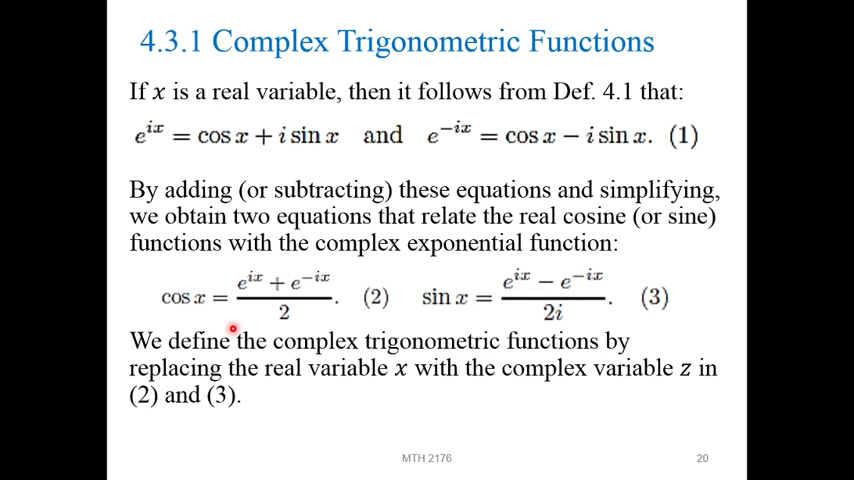 4.3.1 Complex Trigonometric Functions
If x is a real variable, then it follows from Def. 4.1 that:
e^{ix} = cos x + i sin x and e^{−ix} = cos x − i sin x. (1)
By adding (or subtracting) these equations and simplifying,
we obtain two equations that relate the real cosine (or sine)
functions with the complex exponential function:
cos x = \frac{e^{ix} + e^{−ix}}{2}. (2) sin x = \frac{e^{ix} − e^{−ix}}{2i}. (3)
We define the complex trigonometric functions by
replacing the real variable x with the complex variable z in
(2) and (3).
MTH 2176 20